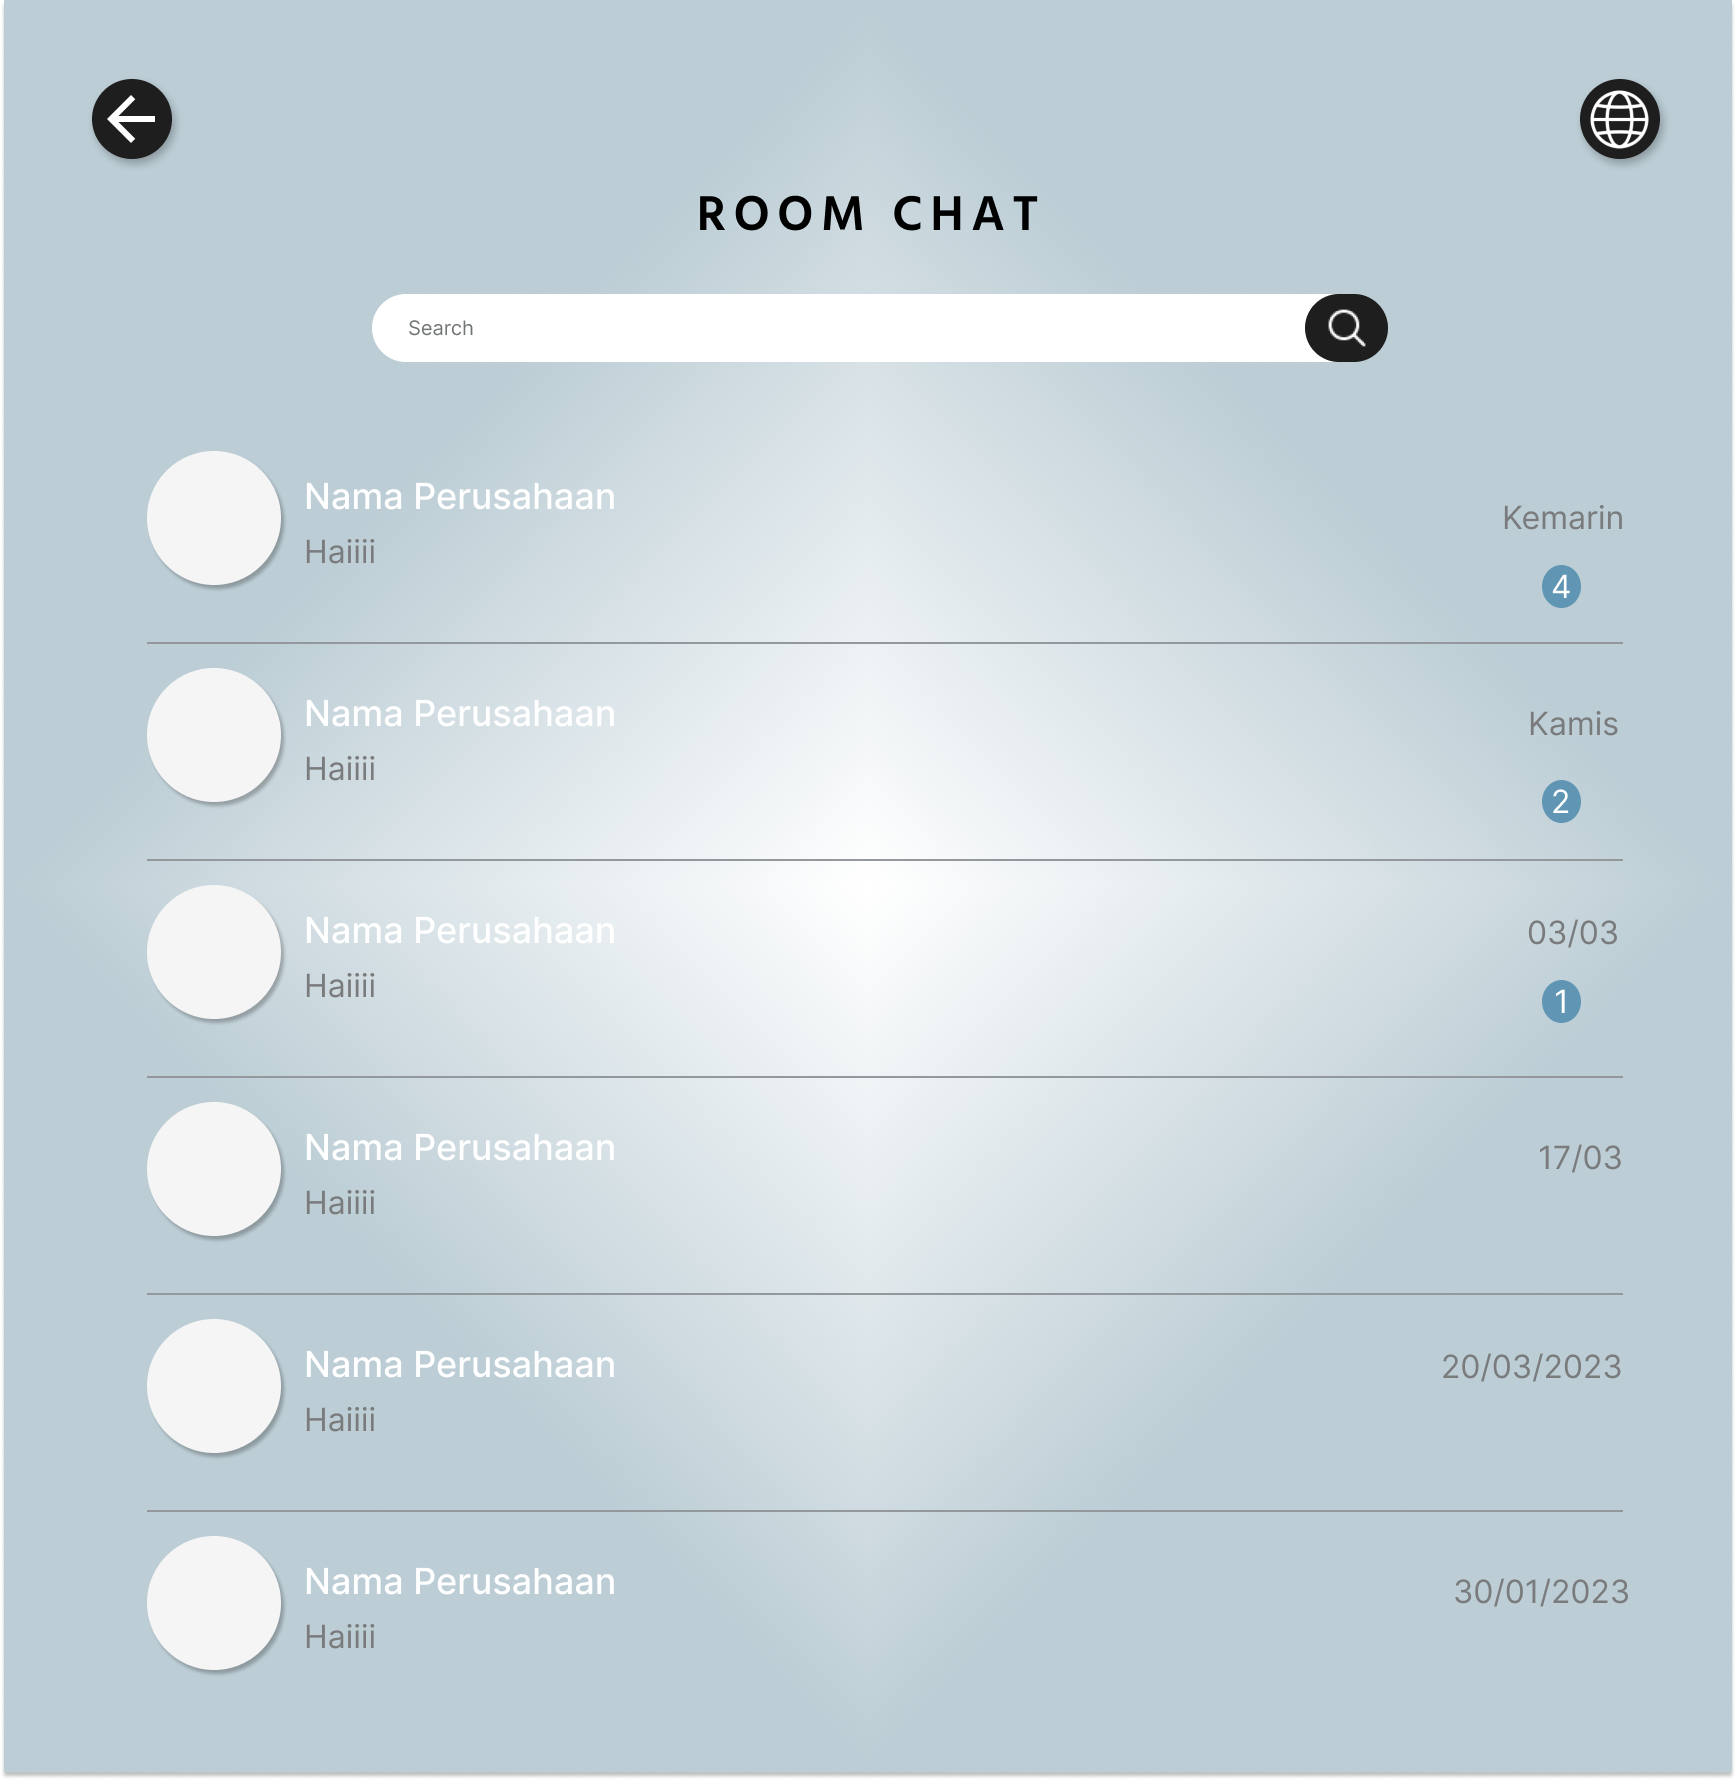 ROOM CHAT
Search
Nama Perusahaan
Kemarin
Haiiii
4
Nama Perusahaan
Kamis
Haiiii
2
Nama Perusahaan
03/03
Haiiii
1
Nama Perusahaan
17/03
Haiiii
Nama Perusahaan
20/03/2023
Haiiii
Nama Perusahaan
30/01/2023
Haiiii